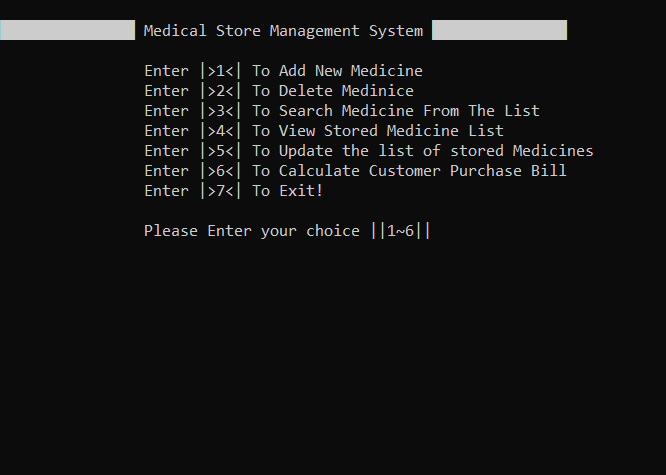 Medical Store Management System
Enter |>1<| To Add New Medicine
Enter |>2<| To Delete Medinice
Enter |>3<| To Search Medicine From The List
Enter |>4<| To View Stored Medicine List
Enter |>5<| To Update the list of stored Medicines
Enter |>6<| To Calculate Customer Purchase Bill
Enter |>7<| To Exit!
Please Enter your choice ||1~6||